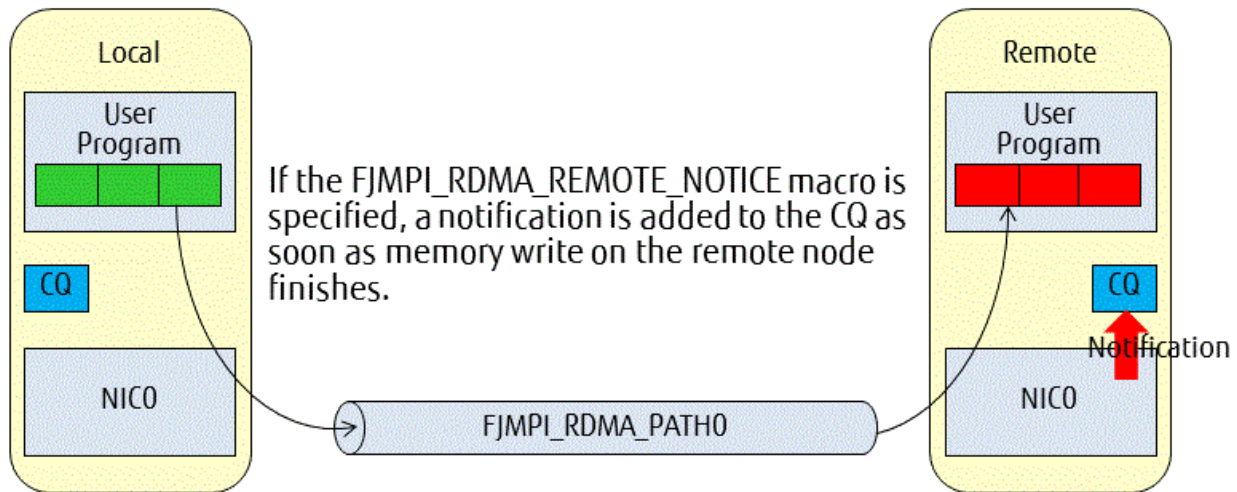 Local
User
Program
CQ
NIC0
If the FJMPI_RDMA_REMOTE_NOTICE macro is
specified, a notification is added to the CQ as
soon as memory write on the remote node
finishes.
FJMPI_RDMA_PATH0
Remote
User
Program
CQ
Notification
NIC0